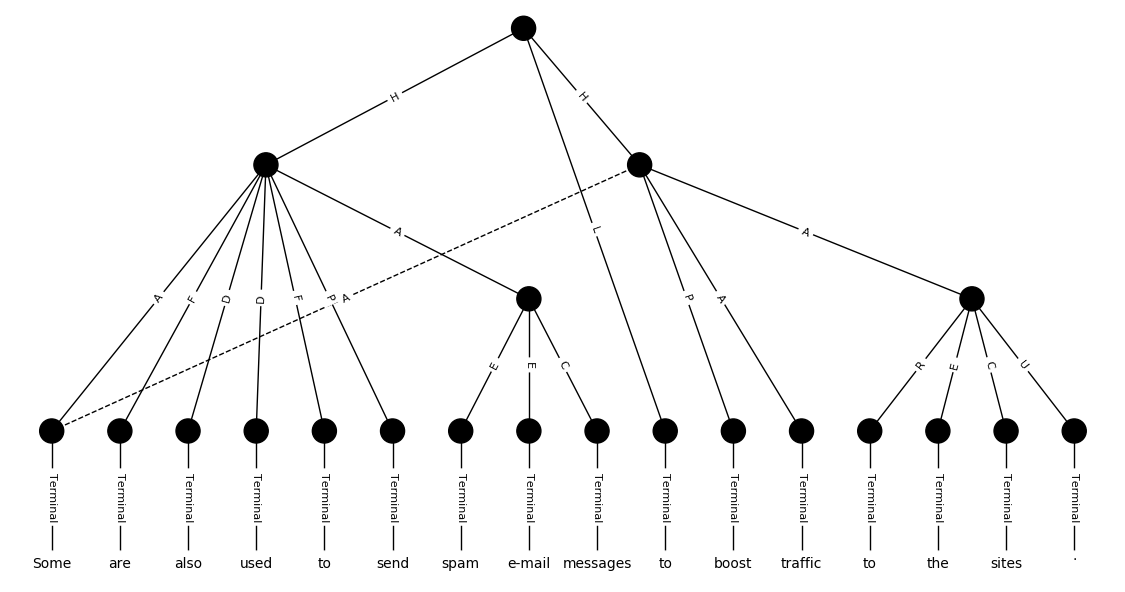 H L H
A F D D F P A A P A A
E E C R E C U
Terminal Terminal Terminal Terminal Terminal Terminal Terminal Terminal Terminal Terminal Terminal Terminal Terminal Terminal Terminal Terminal
Some are also used to send spam e-mail messages to boost traffic to the sites .